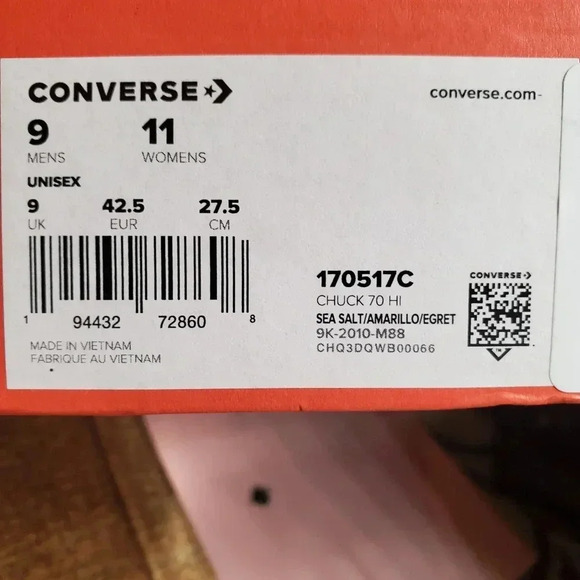 CONVERSE
converse.com-
9 11
MENS WOMENS
UNISEX
9 42.5 27.5
UK EUR CM
1 94432 72860 8
MADE IN VIETNAM
FABRIQUE AU VIETNAM
170517C
CHUCK 70 HI
SEA SALT/AMARILLO/EGRET
9K-2010-M88
CHQ3DQWB00066
CONVERSE